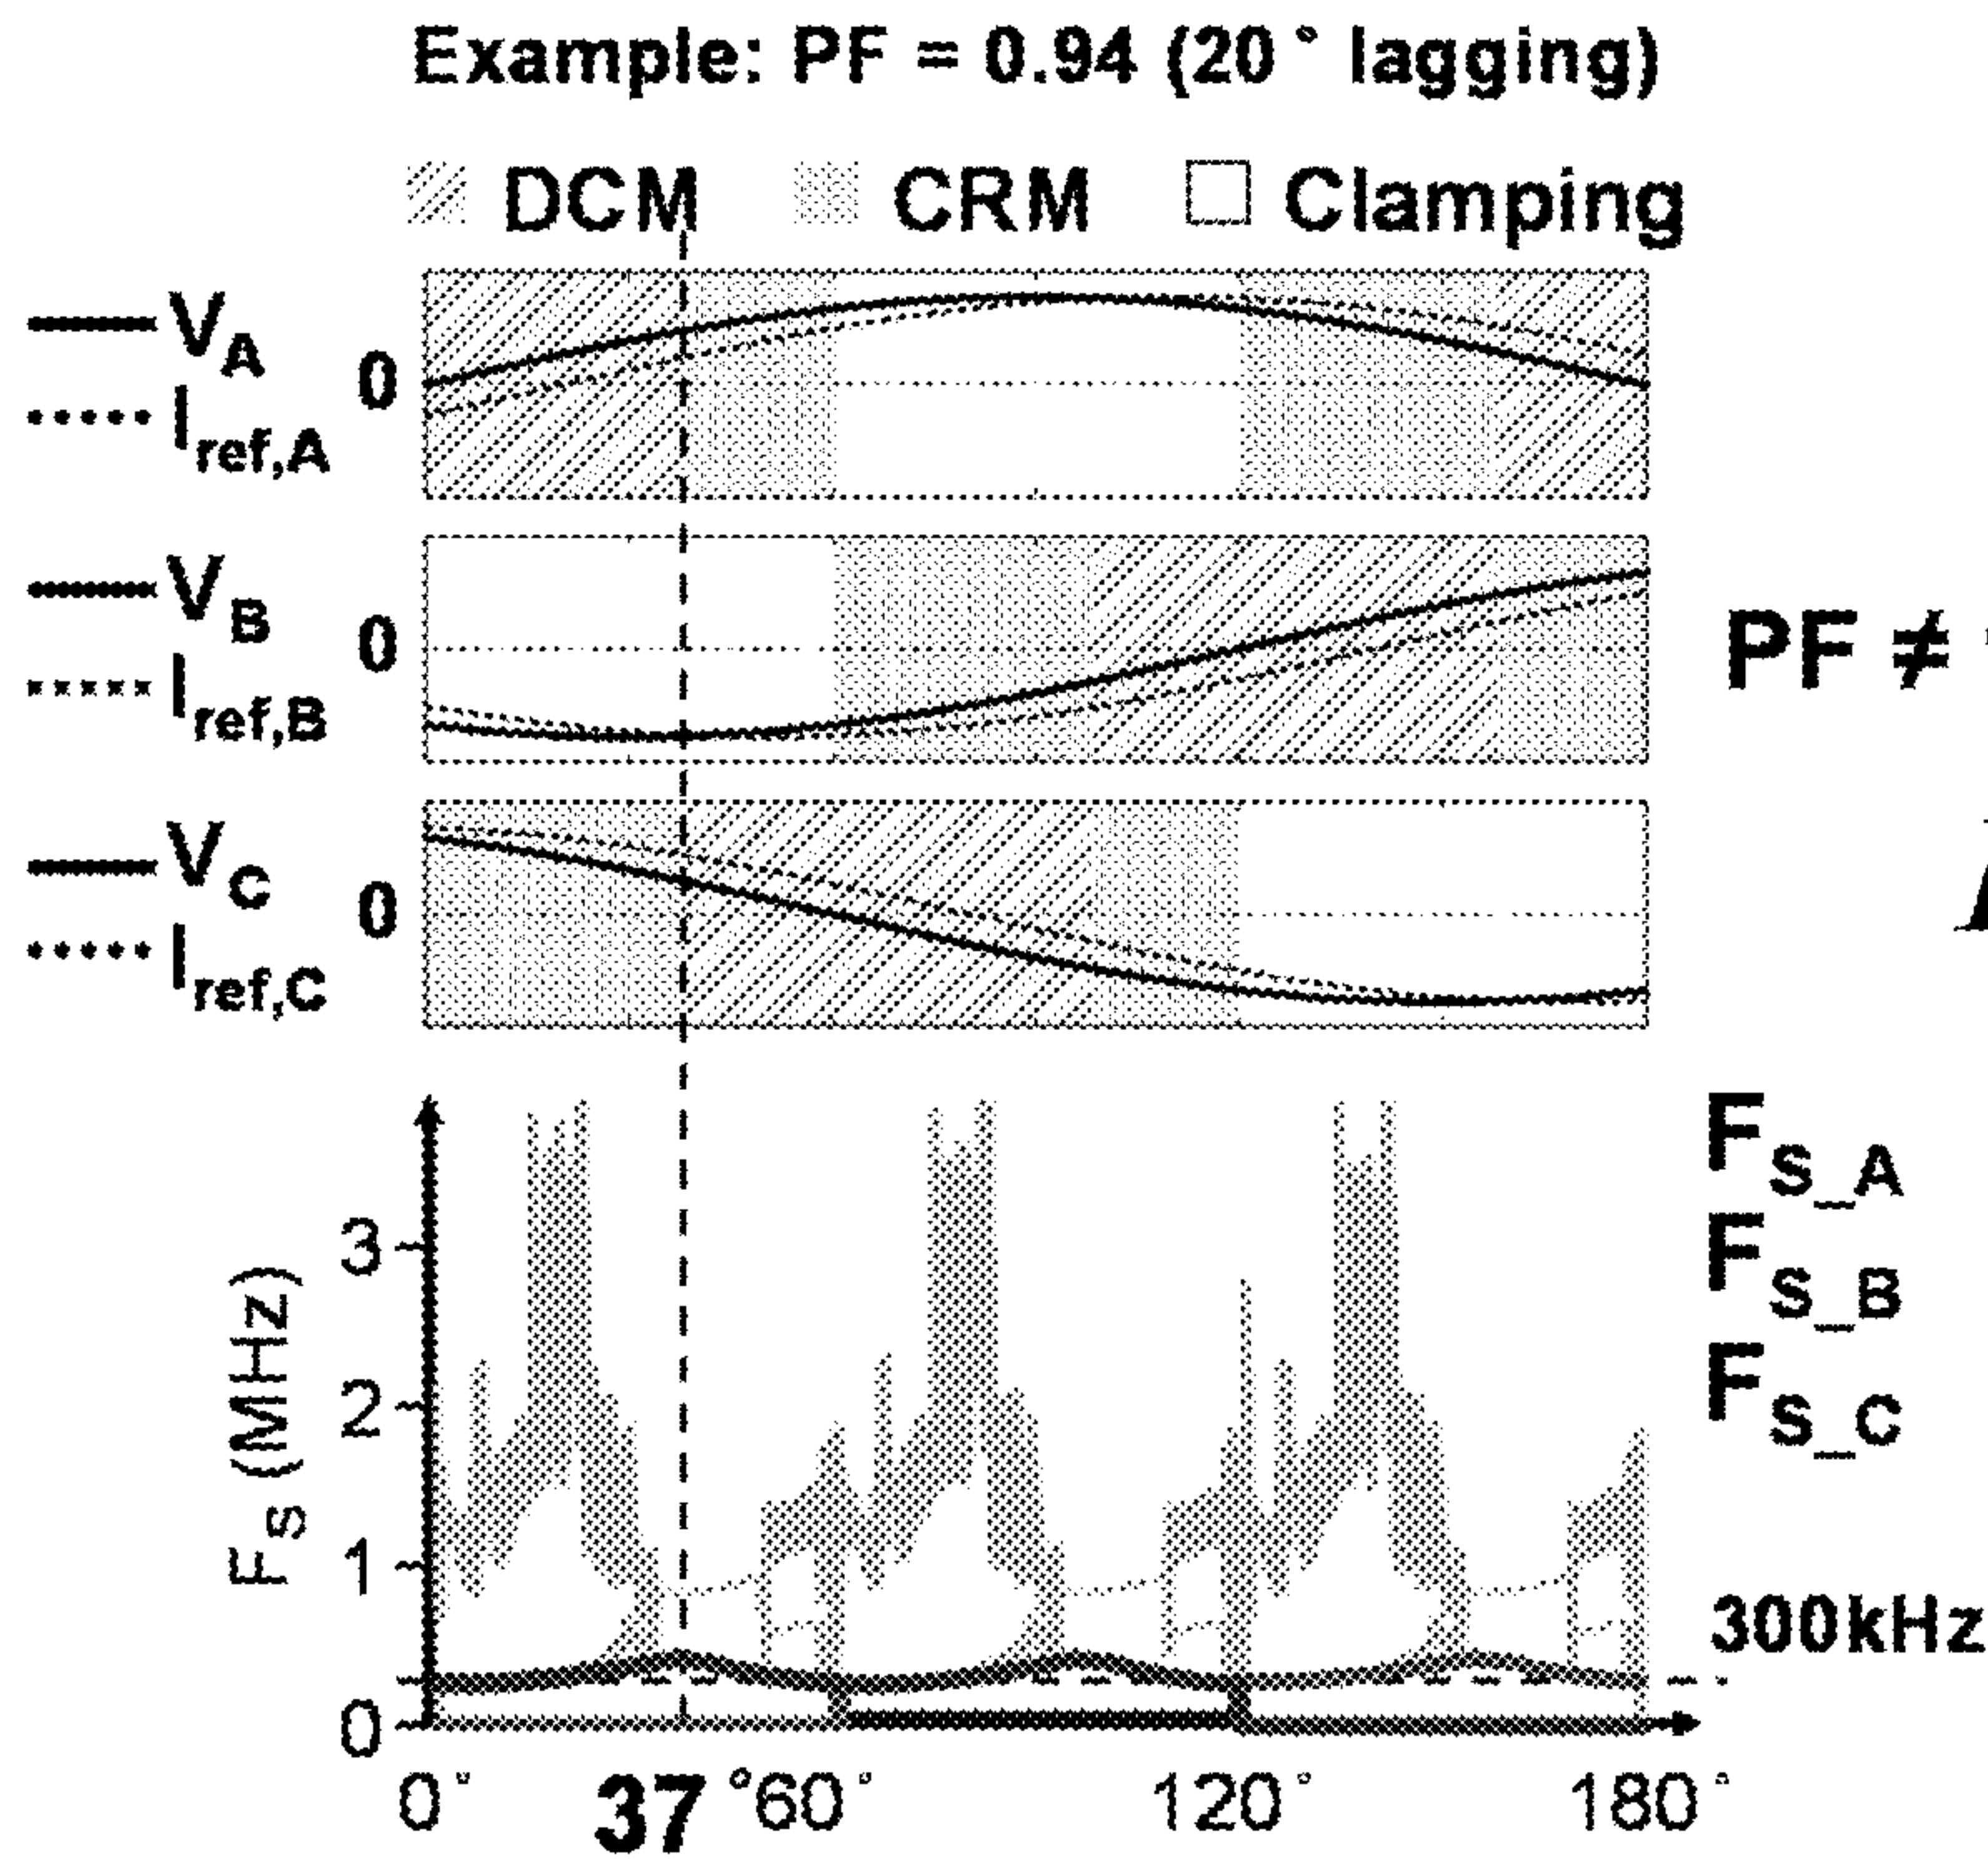 Example: PF = 0.94 (20° lagging)
DCM CRM Clamping
V_A
I_ref,A
0
V_B
I_ref,B
0
PF ≠
V_C
I_ref,C
0
F_S_A
F_S_B
F_S_C
F_S (MHz)
3
2
1
0
300kHz
0° 37° 60° 120° 180°